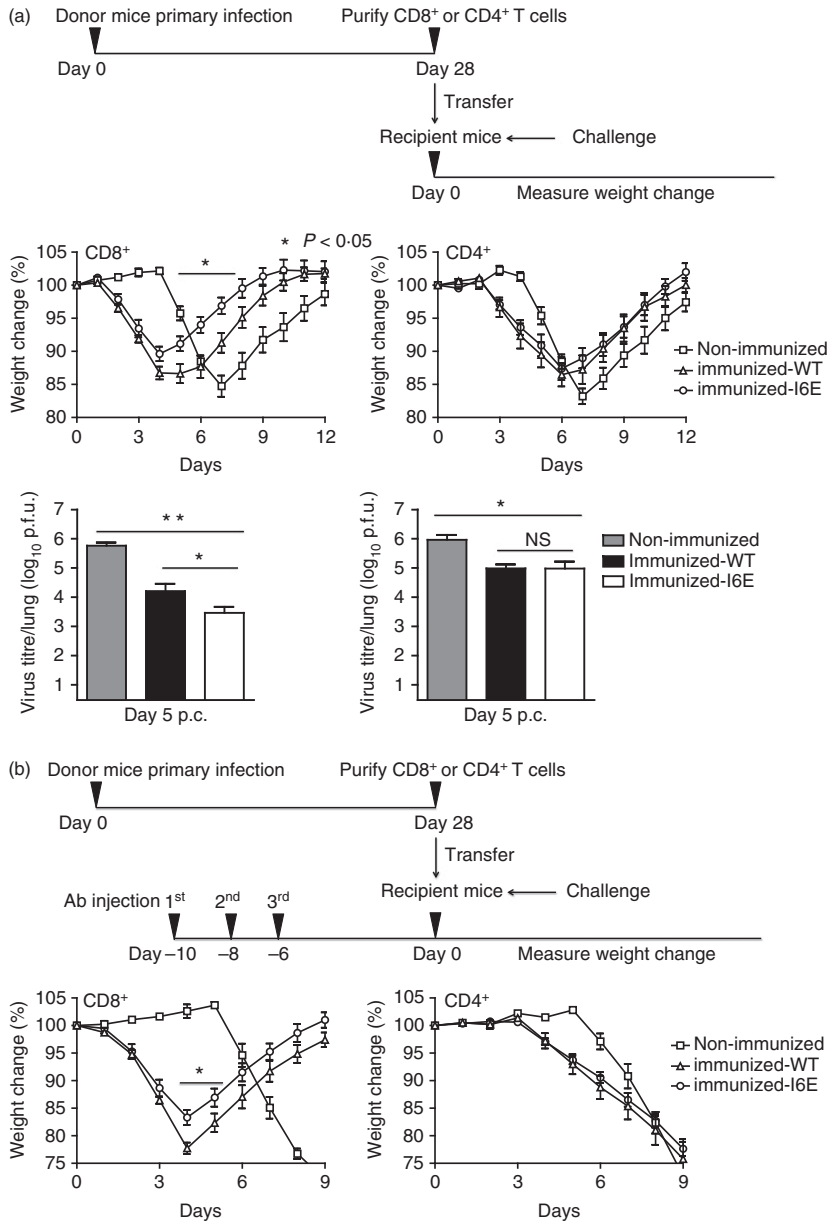 (a)
Donor mice primary infection
Purify CD8⁺ or CD4⁺ T cells
Day 0
Day 28
Transfer
Recipient mice
Challenge
Day 0
Measure weight change
CD8⁺
*
* P < 0·05
Weight change (%)
105
100
95
90
85
80
0 3 6 9 12
Days
CD4⁺
Weight change (%)
105
100
95
90
85
80
0 3 6 9 12
Days
Non-immunized
immunized-WT
immunized-I6E
Virus titre/lung (log₁₀ p.f.u.)
7
6
5
4
3
2
1
* *
*
Day 5 p.c.
Virus titre/lung (log₁₀ p.f.u.)
7
6
5
4
3
2
1
*
NS
Day 5 p.c.
Non-immunized
Immunized-WT
Immunized-I6E
(b)
Donor mice primary infection
Purify CD8⁺ or CD4⁺ T cells
Day 0
Day 28
Transfer
Recipient mice
Challenge
Ab injection 1ˢᵗ 2ⁿᵈ 3ʳᵈ
Day –10 –8 –6
Day 0
Measure weight change
CD8⁺
*
Weight change (%)
105
100
95
90
85
80
75
0 3 6 9
Days
CD4⁺
Weight change (%)
105
100
95
90
85
80
75
0 3 6 9
Days
Non-immunized
immunized-WT
immunized-I6E